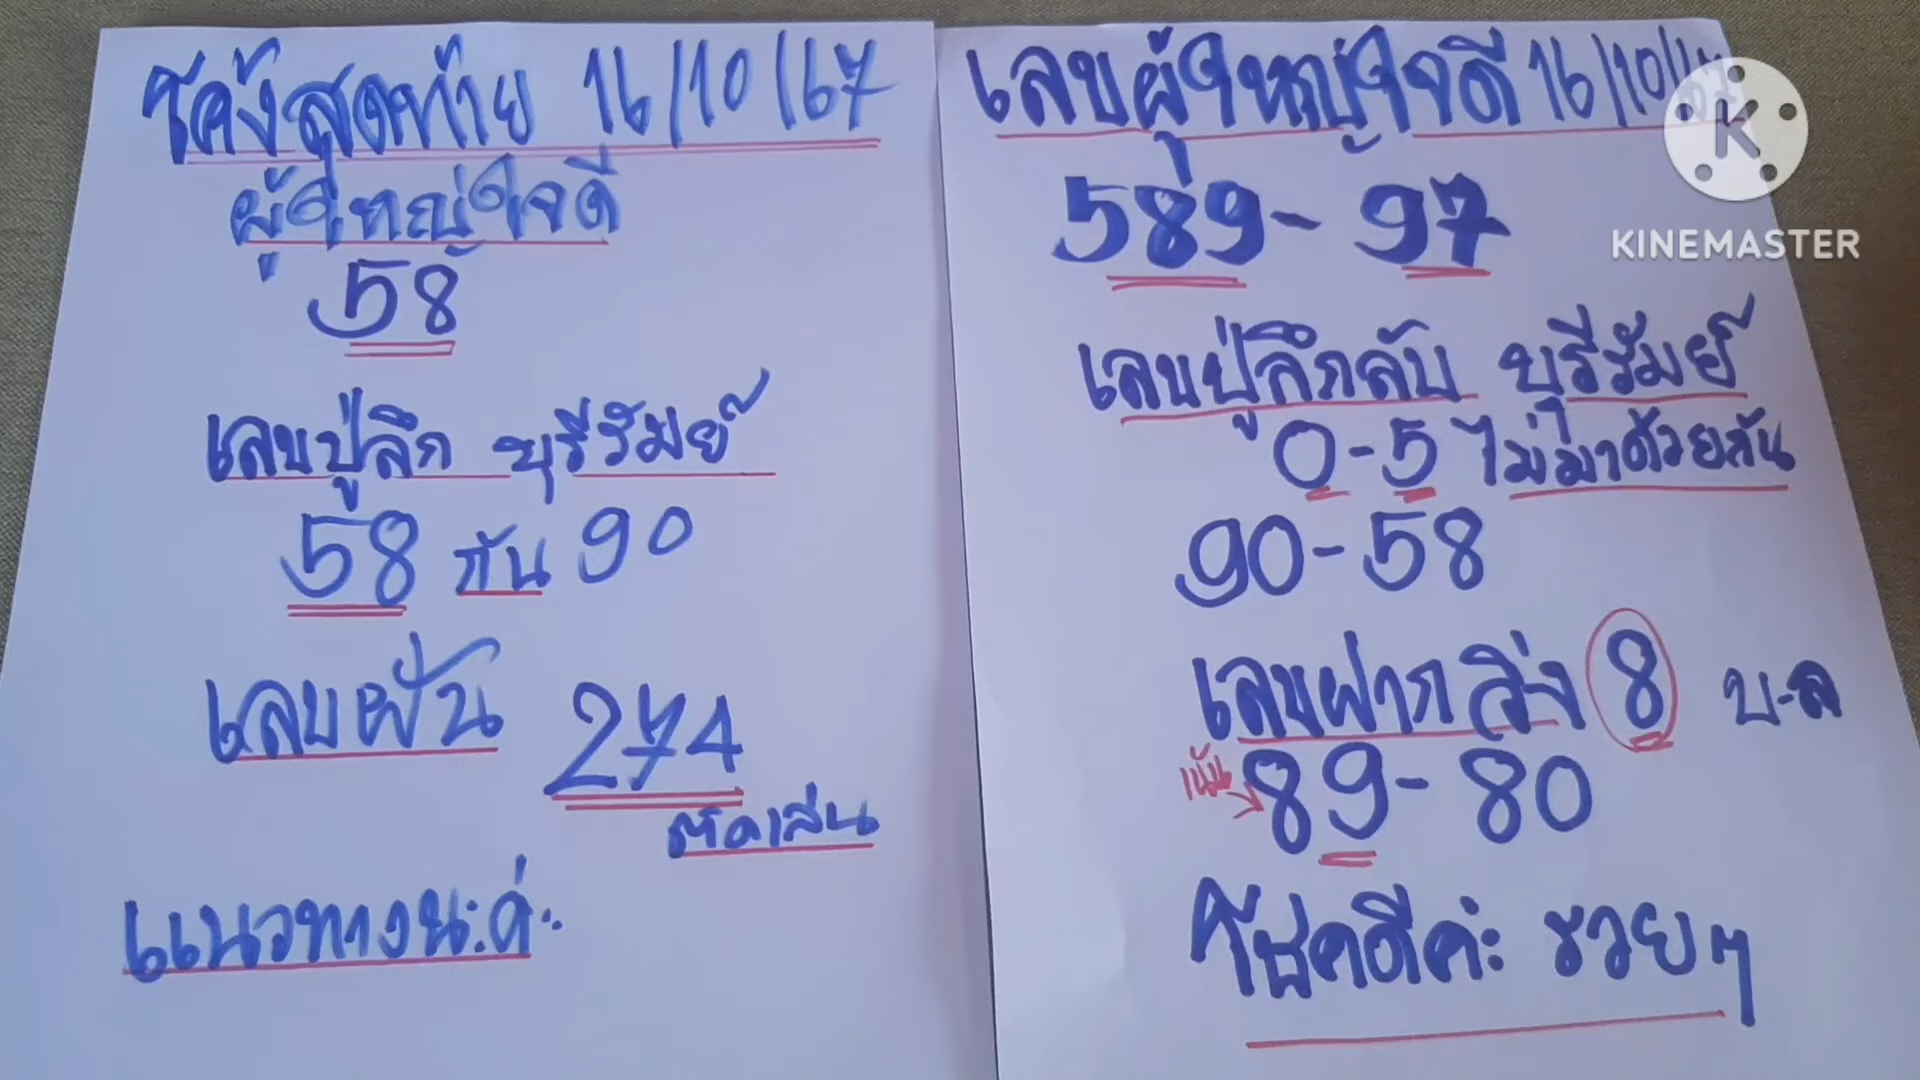 โค้งสุดท้าย 16/10/67
ผู้ใหญ่ใจดี
58
เลขปู่ลึก บุรีรัมย์
58 กัน 90
เลขฝัน 274
ตัดเล่น
แนวทางนะค่ะ
เลขผู้ใหญ่ใจดี 16/10/67
589-97
เลขปู่ลึกลับ บุรีรัมย์
0-5 ไม่มาด้วยกัน
90-58
เลขฝาก วิ่ง 8 บ-ล
เน้น 89-80
โชคดีค่ะ รวยๆ
KINEMASTER